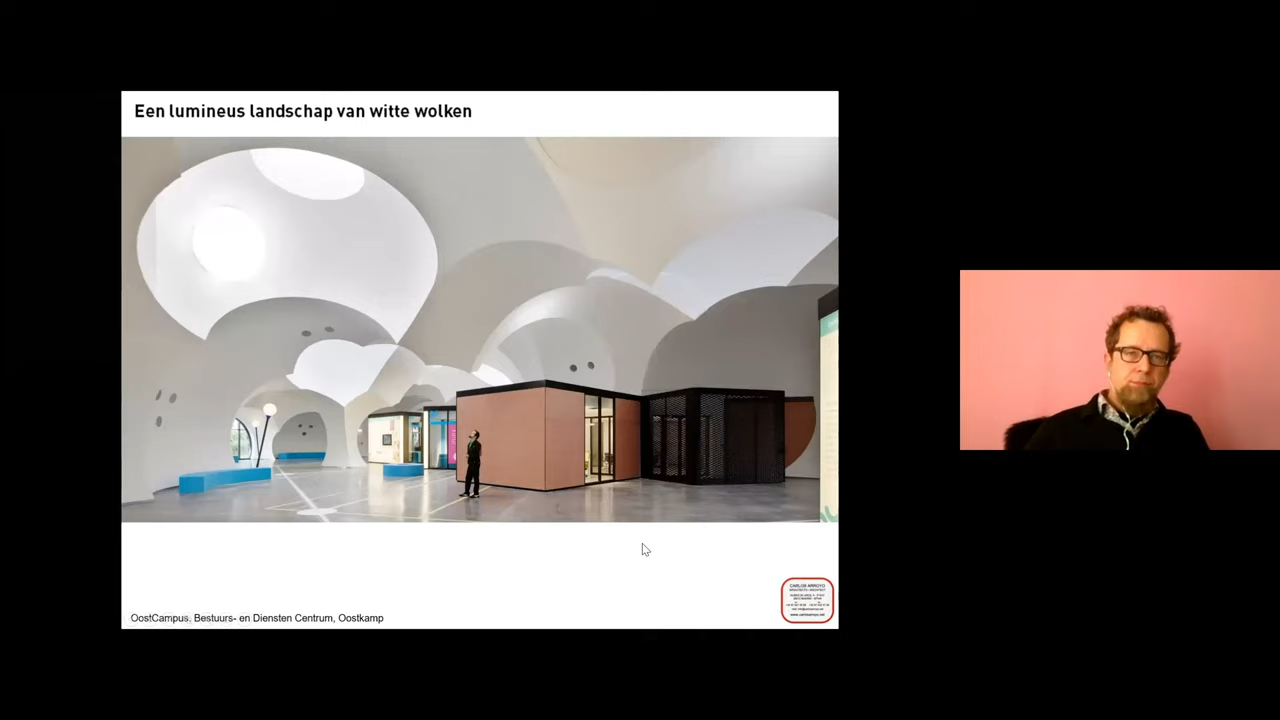 Een lumineus landschap van witte wolken
OostCampus, Bestuurs- en Diensten Centrum, Oostkamp
CARLOS ARROYO